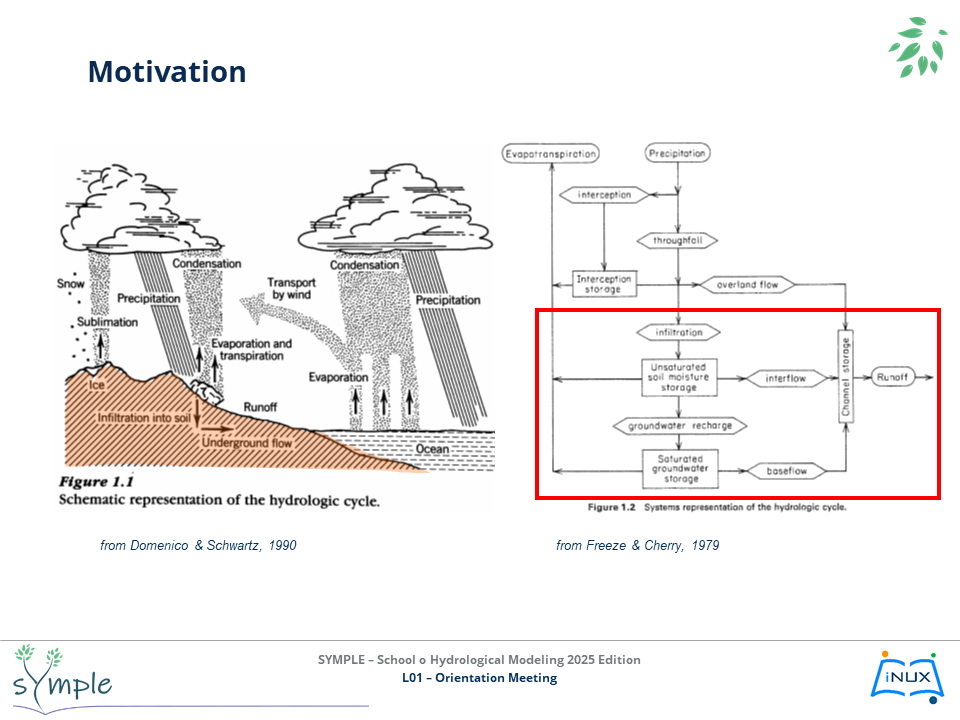 Motivation
Condensation
Condensation
Snow
Transport
by wind
Precipitation
Precipitation
Sublimation
Evaporation and
transpiration
Evaporation
Ice
Runoff
Infiltration into soil
Underground flow
Ocean
Figure 1.1
Schematic representation of the hydrologic cycle.
from Domenico & Schwartz, 1990
Evapotranspiration
Precipitation
interception
throughfall
Interception
storage
overland flow
infiltration
Unsaturated
soil moisture
storage
interflow
Channel storage
Runoff
groundwater recharge
Saturated
groundwater
storage
baseflow
Figure 1.2 Systems representation of the hydrologic cycle.
from Freeze & Cherry, 1979
sYmple
SYMPLE – School o Hydrological Modeling 2025 Edition
L01 – Orientation Meeting
iNUX